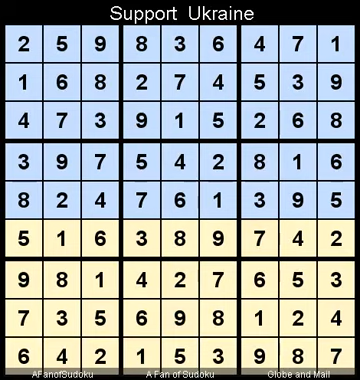 Support Ukraine
2 5 9 8 3 6 4 7 1
1 6 8 2 7 4 5 3 9
4 7 3 9 1 5 2 6 8
3 9 7 5 4 2 8 1 6
8 2 4 7 6 1 3 9 5
5 1 6 3 8 9 7 4 2
9 8 1 4 2 7 6 5 3
7 3 5 6 9 8 1 2 4
6 4 2 1 5 3 9 8 7
AFanofSudoku A Fan of Sudoku Globe and Mail